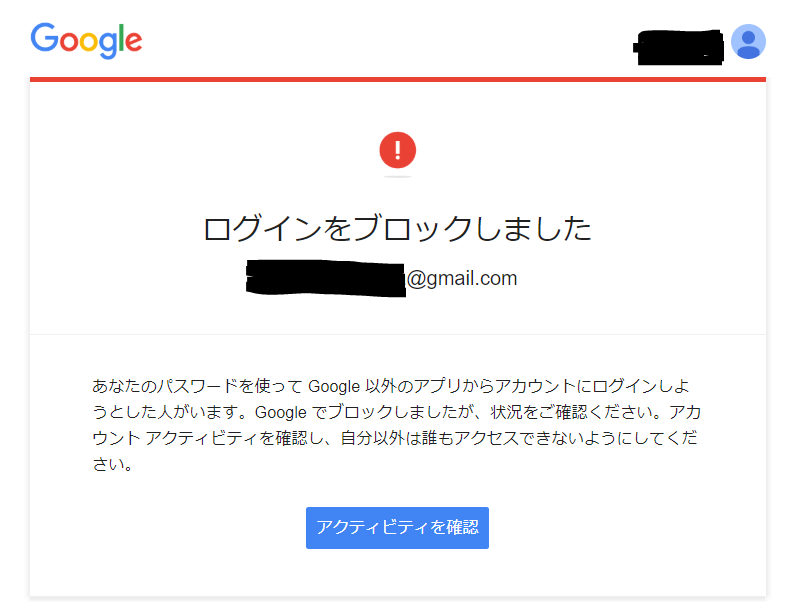 Google
ログインをブロックしました
@gmail.com
あなたのパスワードを使って Google 以外のアプリからアカウントにログインしよ
うとした人がいます。Google でブロックしましたが、状況をご確認ください。アカ
ウント アクティビティを確認し、自分以外は誰もアクセスできないようにしてくだ
さい。
アクティビティを確認